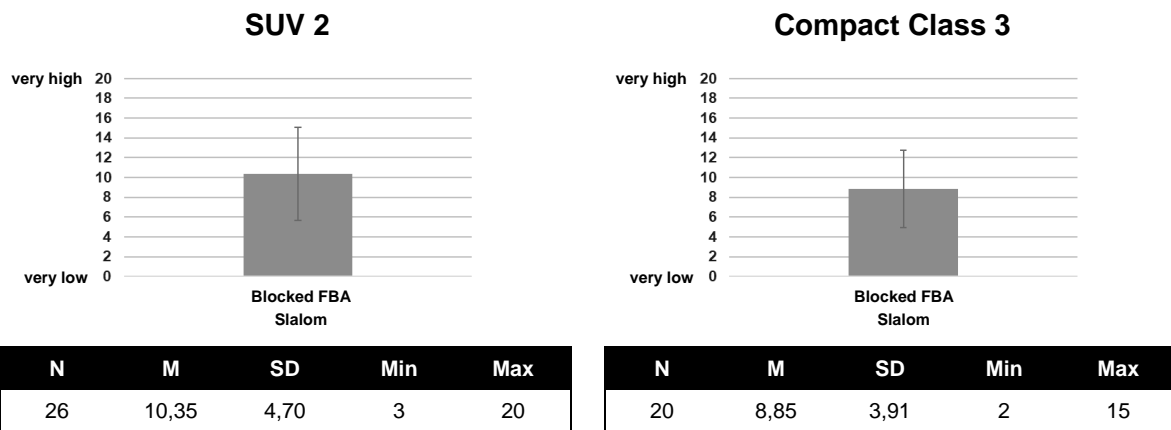 SUV 2
very high 20
18
16
14
12
10
8
6
4
2
very low 0
Blocked FBA
Slalom
N M SD Min Max
26 10,35 4,70 3 20
Compact Class 3
very high 20
18
16
14
12
10
8
6
4
2
very low 0
Blocked FBA
Slalom
N M SD Min Max
20 8,85 3,91 2 15